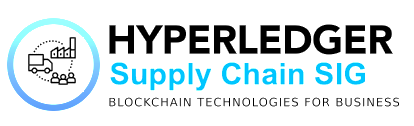 HYPERLEDGER
Supply Chain SIG
BLOCKCHAIN TECHNOLOGIES FOR BUSINESS